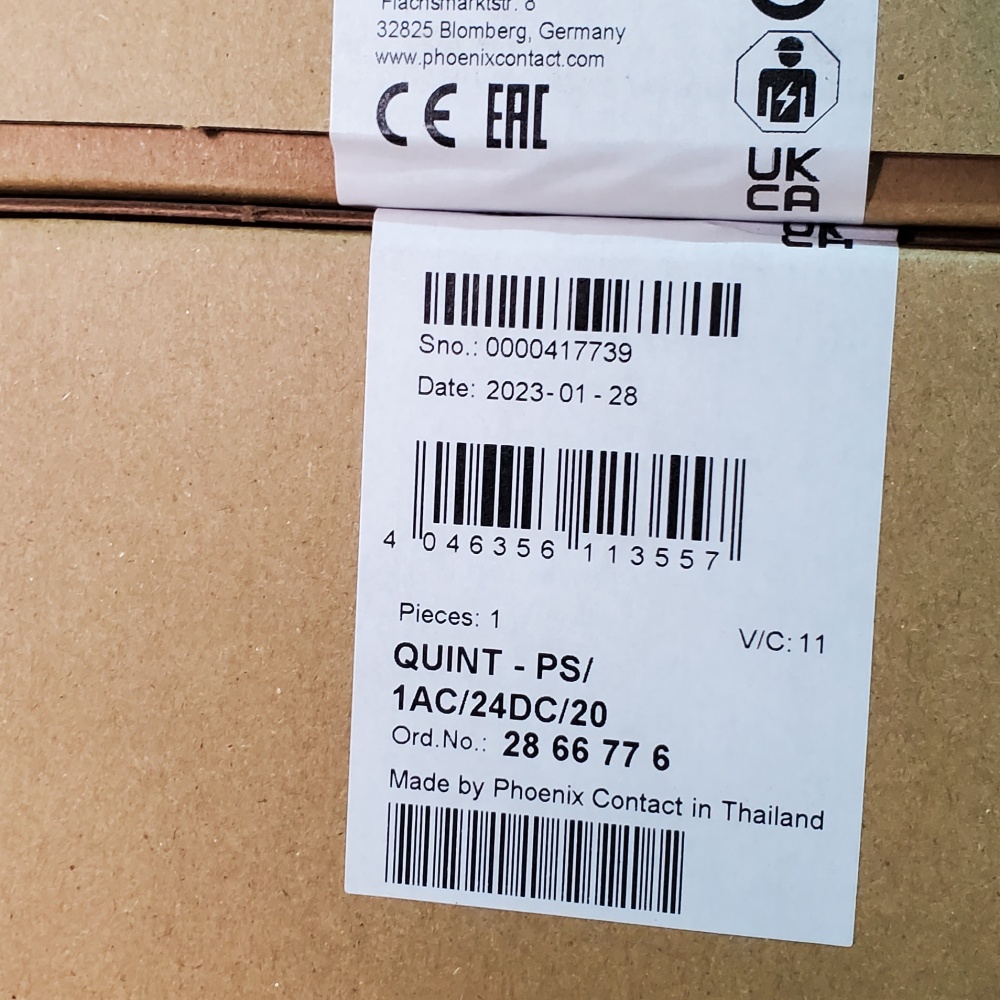 Flachsmarktstr. 8
32825 Blomberg, Germany
www.phoenixcontact.com
CE EAC
UK
CA
Sno.: 0000417739
Date: 2023-01-28
4 046356 113557
Pieces: 1
V/C: 11
QUINT - PS/
1AC/24DC/20
Ord.No.: 28 66 77 6
Made by Phoenix Contact in Thailand